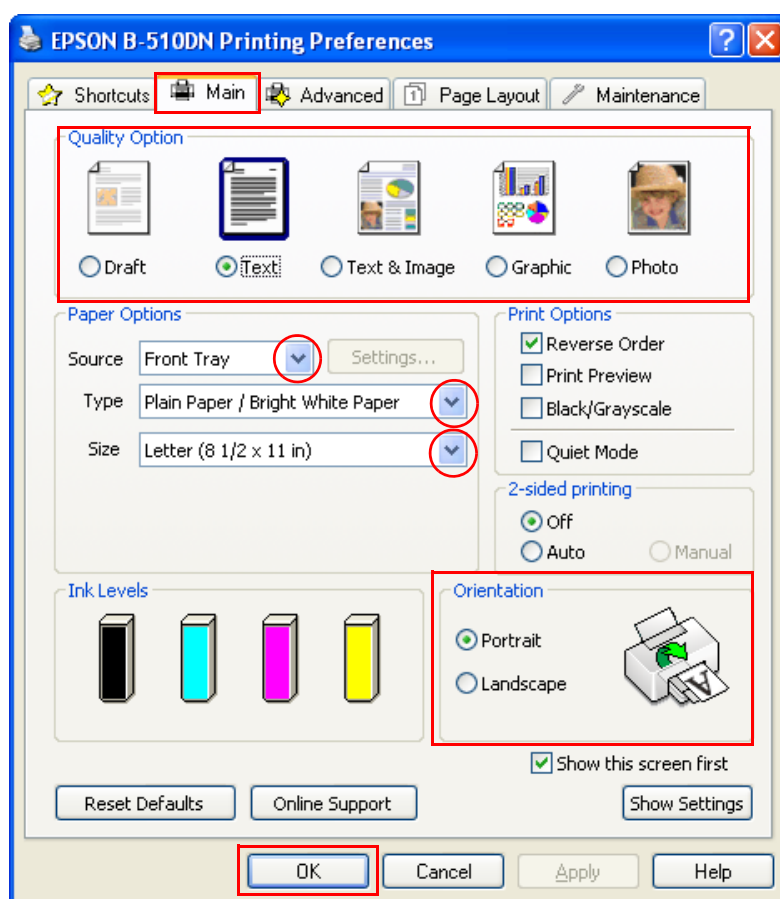 EPSON B-510DN Printing Preferences
Shortcuts Main Advanced Page Layout Maintenance
Quality Option
Draft Text Text & Image Graphic Photo
Paper Options
Source Front Tray Settings...
Type Plain Paper / Bright White Paper
Size Letter (8 1/2 x 11 in)
Print Options
Reverse Order
Print Preview
Black/Grayscale
Quiet Mode
2-sided printing
Off
Auto Manual
Ink Levels
Orientation
Portrait
Landscape
Show this screen first
Reset Defaults Online Support Show Settings
OK Cancel Apply Help